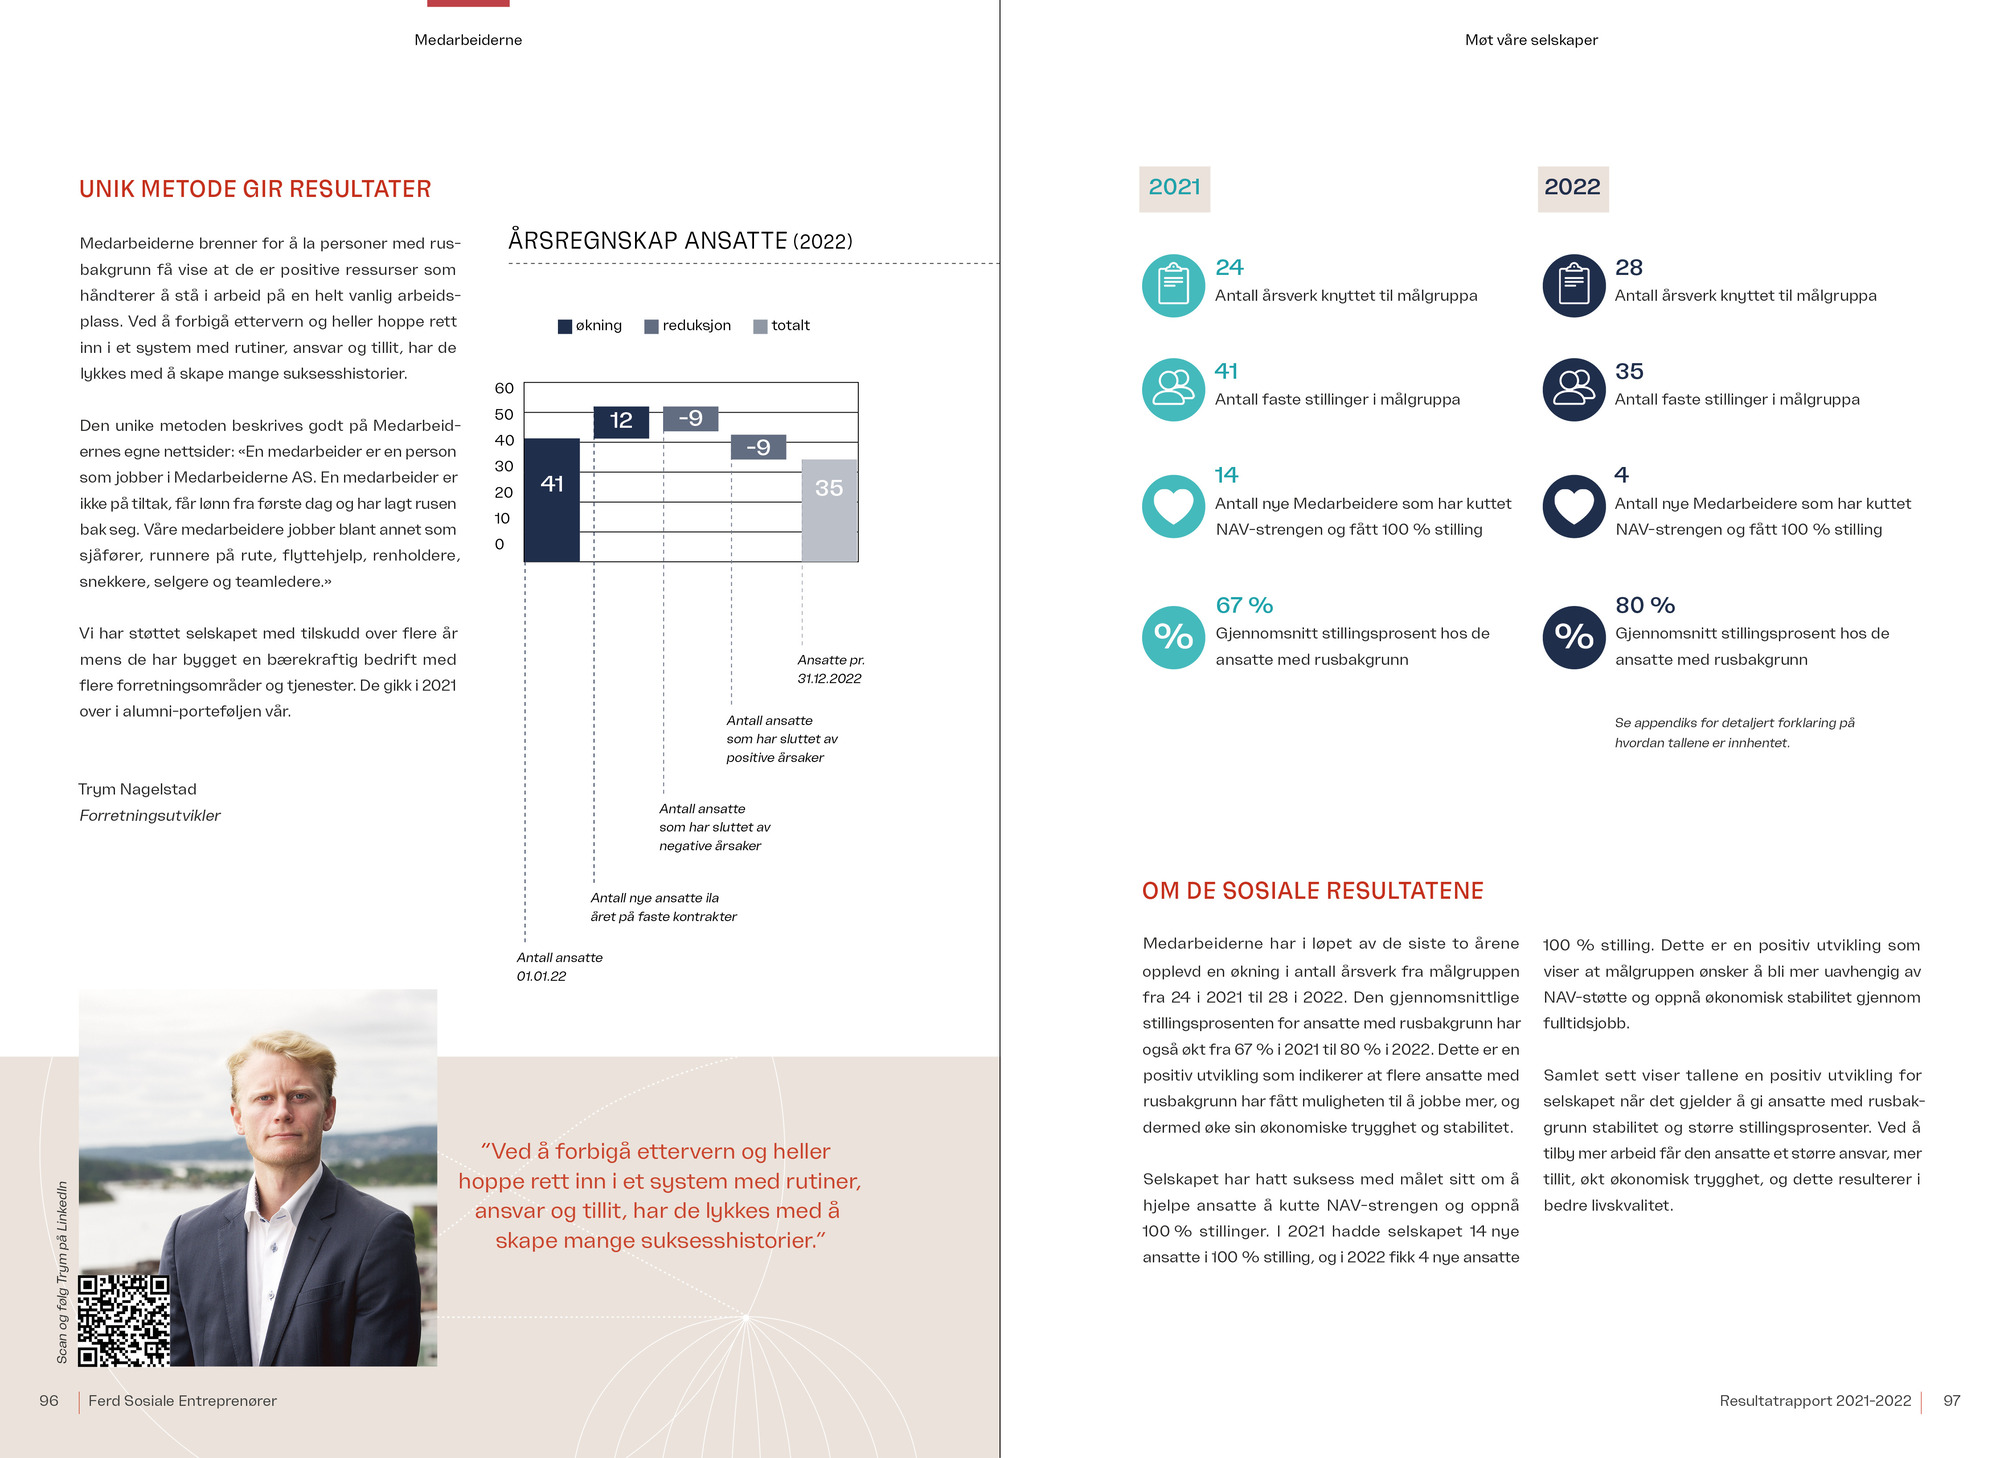 Medarbeiderne
UNIK METODE GIR RESULTATER
Medarbeiderne brenner for å la personer med rus-
bakgrunn få vise at de er positive ressurser som
håndterer å stå i arbeid på en helt vanlig arbeids-
plass. Ved å forbigå ettervern og heller hoppe rett
inn i et system med rutiner, ansvar og tillit, har de
lykkes med å skape mange suksesshistorier.
Den unike metoden beskrives godt på Medarbeid-
ernes egne nettsider: «En medarbeider er en person
som jobber i Medarbeiderne AS. En medarbeider er
ikke på tiltak, får lønn fra første dag og har lagt rusen
bak seg. Våre medarbeidere jobber blant annet som
sjåfører, runnere på rute, flyttehjelp, renholdere,
snekkere, selgere og teamledere.»
Vi har støttet selskapet med tilskudd over flere år
mens de har bygget en bærekraftig bedrift med
flere forretningsområder og tjenester. De gikk i 2021
over i alumni-porteføljen vår.
Trym Nagelstad
Forretningsutvikler
ÅRSREGNSKAP ANSATTE (2022)
økning reduksjon totalt
60
50
40
30
20
10
0
41
12
-9
-9
35
Ansatte pr.
31.12.2022
Antall ansatte
som har sluttet av
positive årsaker
Antall ansatte
som har sluttet av
negative årsaker
Antall nye ansatte ila
året på faste kontrakter
Antall ansatte
01.01.22
Scan og følg Trym på LinkedIn
“Ved å forbigå ettervern og heller
hoppe rett inn i et system med rutiner,
ansvar og tillit, har de lykkes med å
skape mange suksesshistorier.”
96 Ferd Sosiale Entreprenører
Møt våre selskaper
2021
24
Antall årsverk knyttet til målgruppa
41
Antall faste stillinger i målgruppa
14
Antall nye Medarbeidere som har kuttet
NAV-strengen og fått 100 % stilling
%
67 %
Gjennomsnitt stillingsprosent hos de
ansatte med rusbakgrunn
2022
28
Antall årsverk knyttet til målgruppa
35
Antall faste stillinger i målgruppa
4
Antall nye Medarbeidere som har kuttet
NAV-strengen og fått 100 % stilling
%
80 %
Gjennomsnitt stillingsprosent hos de
ansatte med rusbakgrunn
Se appendiks for detaljert forklaring på
hvordan tallene er innhentet.
OM DE SOSIALE RESULTATENE
Medarbeiderne har i løpet av de siste to årene
opplevd en økning i antall årsverk fra målgruppen
fra 24 i 2021 til 28 i 2022. Den gjennomsnittlige
stillingsprosenten for ansatte med rusbakgrunn har
også økt fra 67 % i 2021 til 80 % i 2022. Dette er en
positiv utvikling som indikerer at flere ansatte med
rusbakgrunn har fått muligheten til å jobbe mer, og
dermed øke sin økonomiske trygghet og stabilitet.
Selskapet har hatt suksess med målet sitt om å
hjelpe ansatte å kutte NAV-strengen og oppnå
100 % stillinger. I 2021 hadde selskapet 14 nye
ansatte i 100 % stilling, og i 2022 fikk 4 nye ansatte
100 % stilling. Dette er en positiv utvikling som
viser at målgruppen ønsker å bli mer uavhengig av
NAV-støtte og oppnå økonomisk stabilitet gjennom
fulltidsjobb.
Samlet sett viser tallene en positiv utvikling for
selskapet når det gjelder å gi ansatte med rusbak-
grunn stabilitet og større stillingsprosenter. Ved å
tilby mer arbeid får den ansatte et større ansvar, mer
tillit, økt økonomisk trygghet, og dette resulterer i
bedre livskvalitet.
Resultatrapport 2021-2022 97